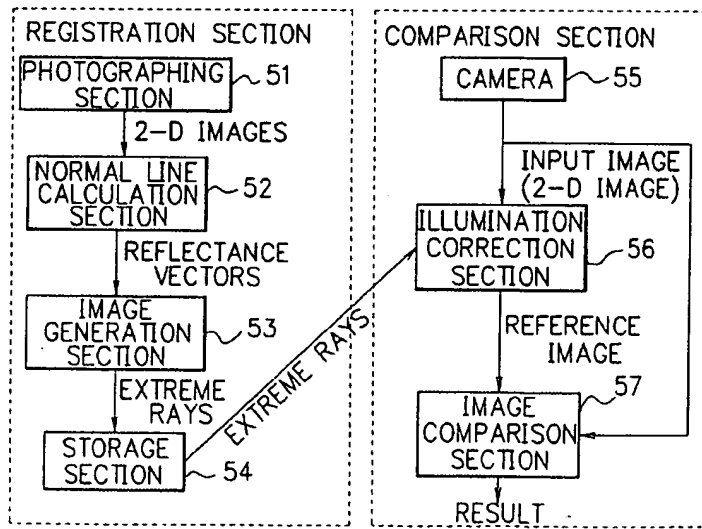 REGISTRATION SECTION
PHOTOGRAPHING
SECTION
51
2-D IMAGES
NORMAL LINE
CALCULATION
SECTION
52
REFLECTANCE
VECTORS
IMAGE
GENERATION
SECTION
53
EXTREME
RAYS
STORAGE
SECTION
54
EXTREME RAYS
COMPARISON SECTION
CAMERA
55
INPUT IMAGE
(2-D IMAGE)
ILLUMINATION
CORRECTION
SECTION
56
REFERENCE
IMAGE
57
IMAGE
COMPARISON
SECTION
RESULT